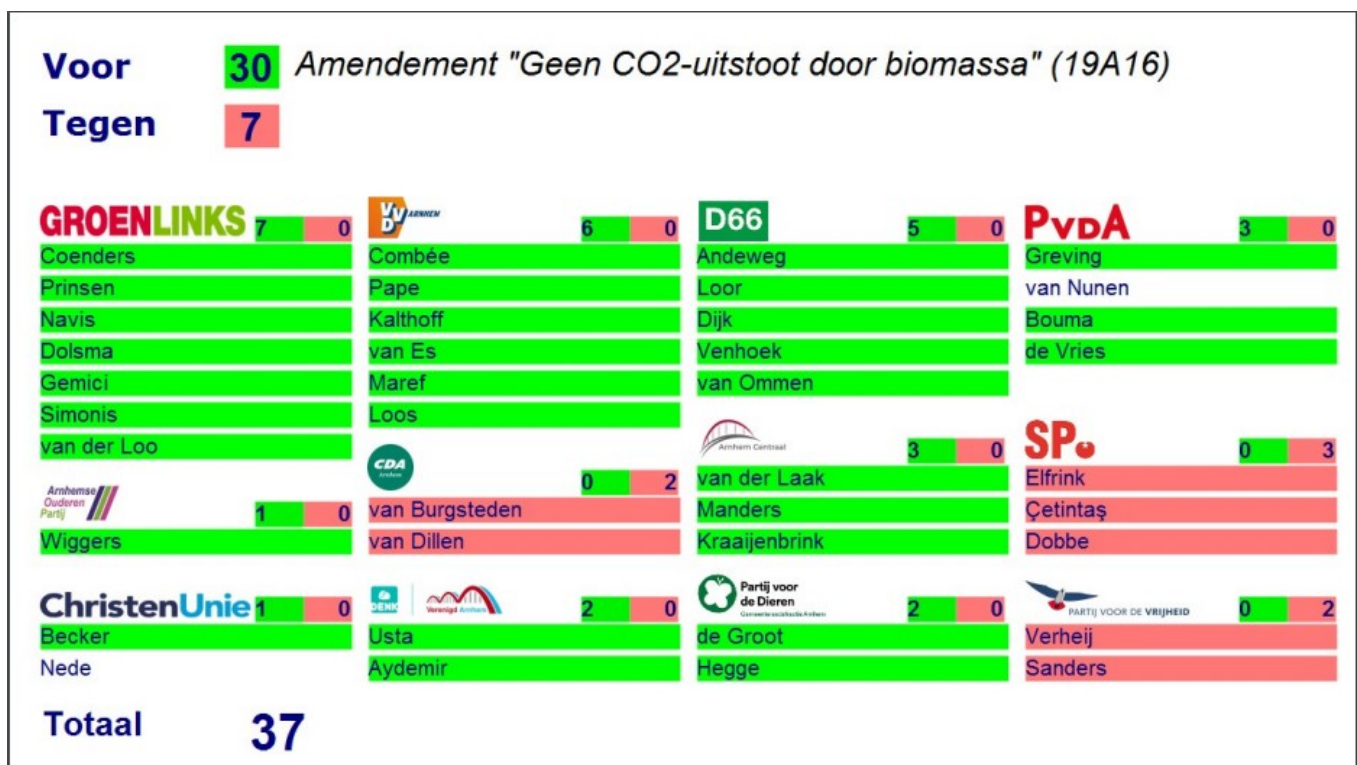 Voor 30 Amendement "Geen CO2-uitstoot door biomassa" (19A16)
Tegen 7
GROENLINKS 7 0
Coenders
Prinsen
Navis
Dolsma
Gemici
Simonis
van der Loo
VVD ARNHEM 6 0
Combée
Pape
Kalthoff
van Es
Maref
Loos
D66 5 0
Andeweg
Loor
Dijk
Venhoek
van Ommen
PVDA 3 0
Greving
van Nunen
Bouma
de Vries
Arnhemse
Ouderen
Partij 1 0
Wiggers
CDA
Arnhem 0 2
van Burgsteden
van Dillen
Arnhem Centraal 3 0
van der Laak
Manders
Kraaijenbrink
SP. 0 3
Elfrink
Çetintaş
Dobbe
ChristenUnie 1 0
Becker
Nede
DENK Verenigd Arnhem 2 0
Usta
Aydemir
Partij voor
de Dieren
Gemeenteraadsfractie Arnhem 2 0
de Groot
Hegge
PARTIJ VOOR DE VRIJHEID 0 2
Verheij
Sanders
Totaal 37